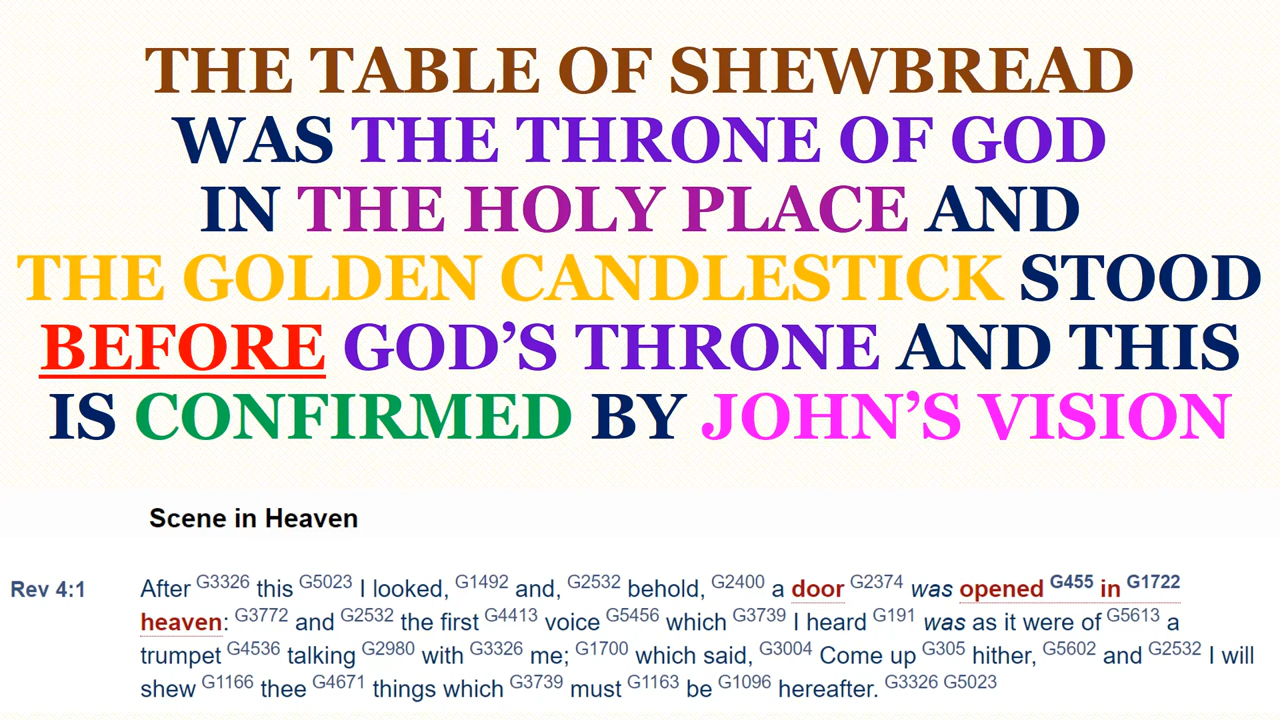 THE TABLE OF SHEWBREAD
WAS THE THRONE OF GOD
IN THE HOLY PLACE AND
THE GOLDEN CANDLESTICK STOOD
BEFORE GOD’S THRONE AND THIS
IS CONFIRMED BY JOHN’S VISION
Scene in Heaven
Rev 4:1 After G3326 this G5023 I looked, G1492 and, G2532 behold, G2400 a door G2374 was opened G455 in G1722
heaven: G3772 and G2532 the first G4413 voice G5456 which G3739 I heard G191 was as it were of G5613 a
trumpet G4536 talking G2980 with G3326 me; G1700 which said, G3004 Come up G305 hither, G5602 and G2532 I will
shew G1166 thee G4671 things which G3739 must G1163 be G1096 hereafter. G3326 G5023